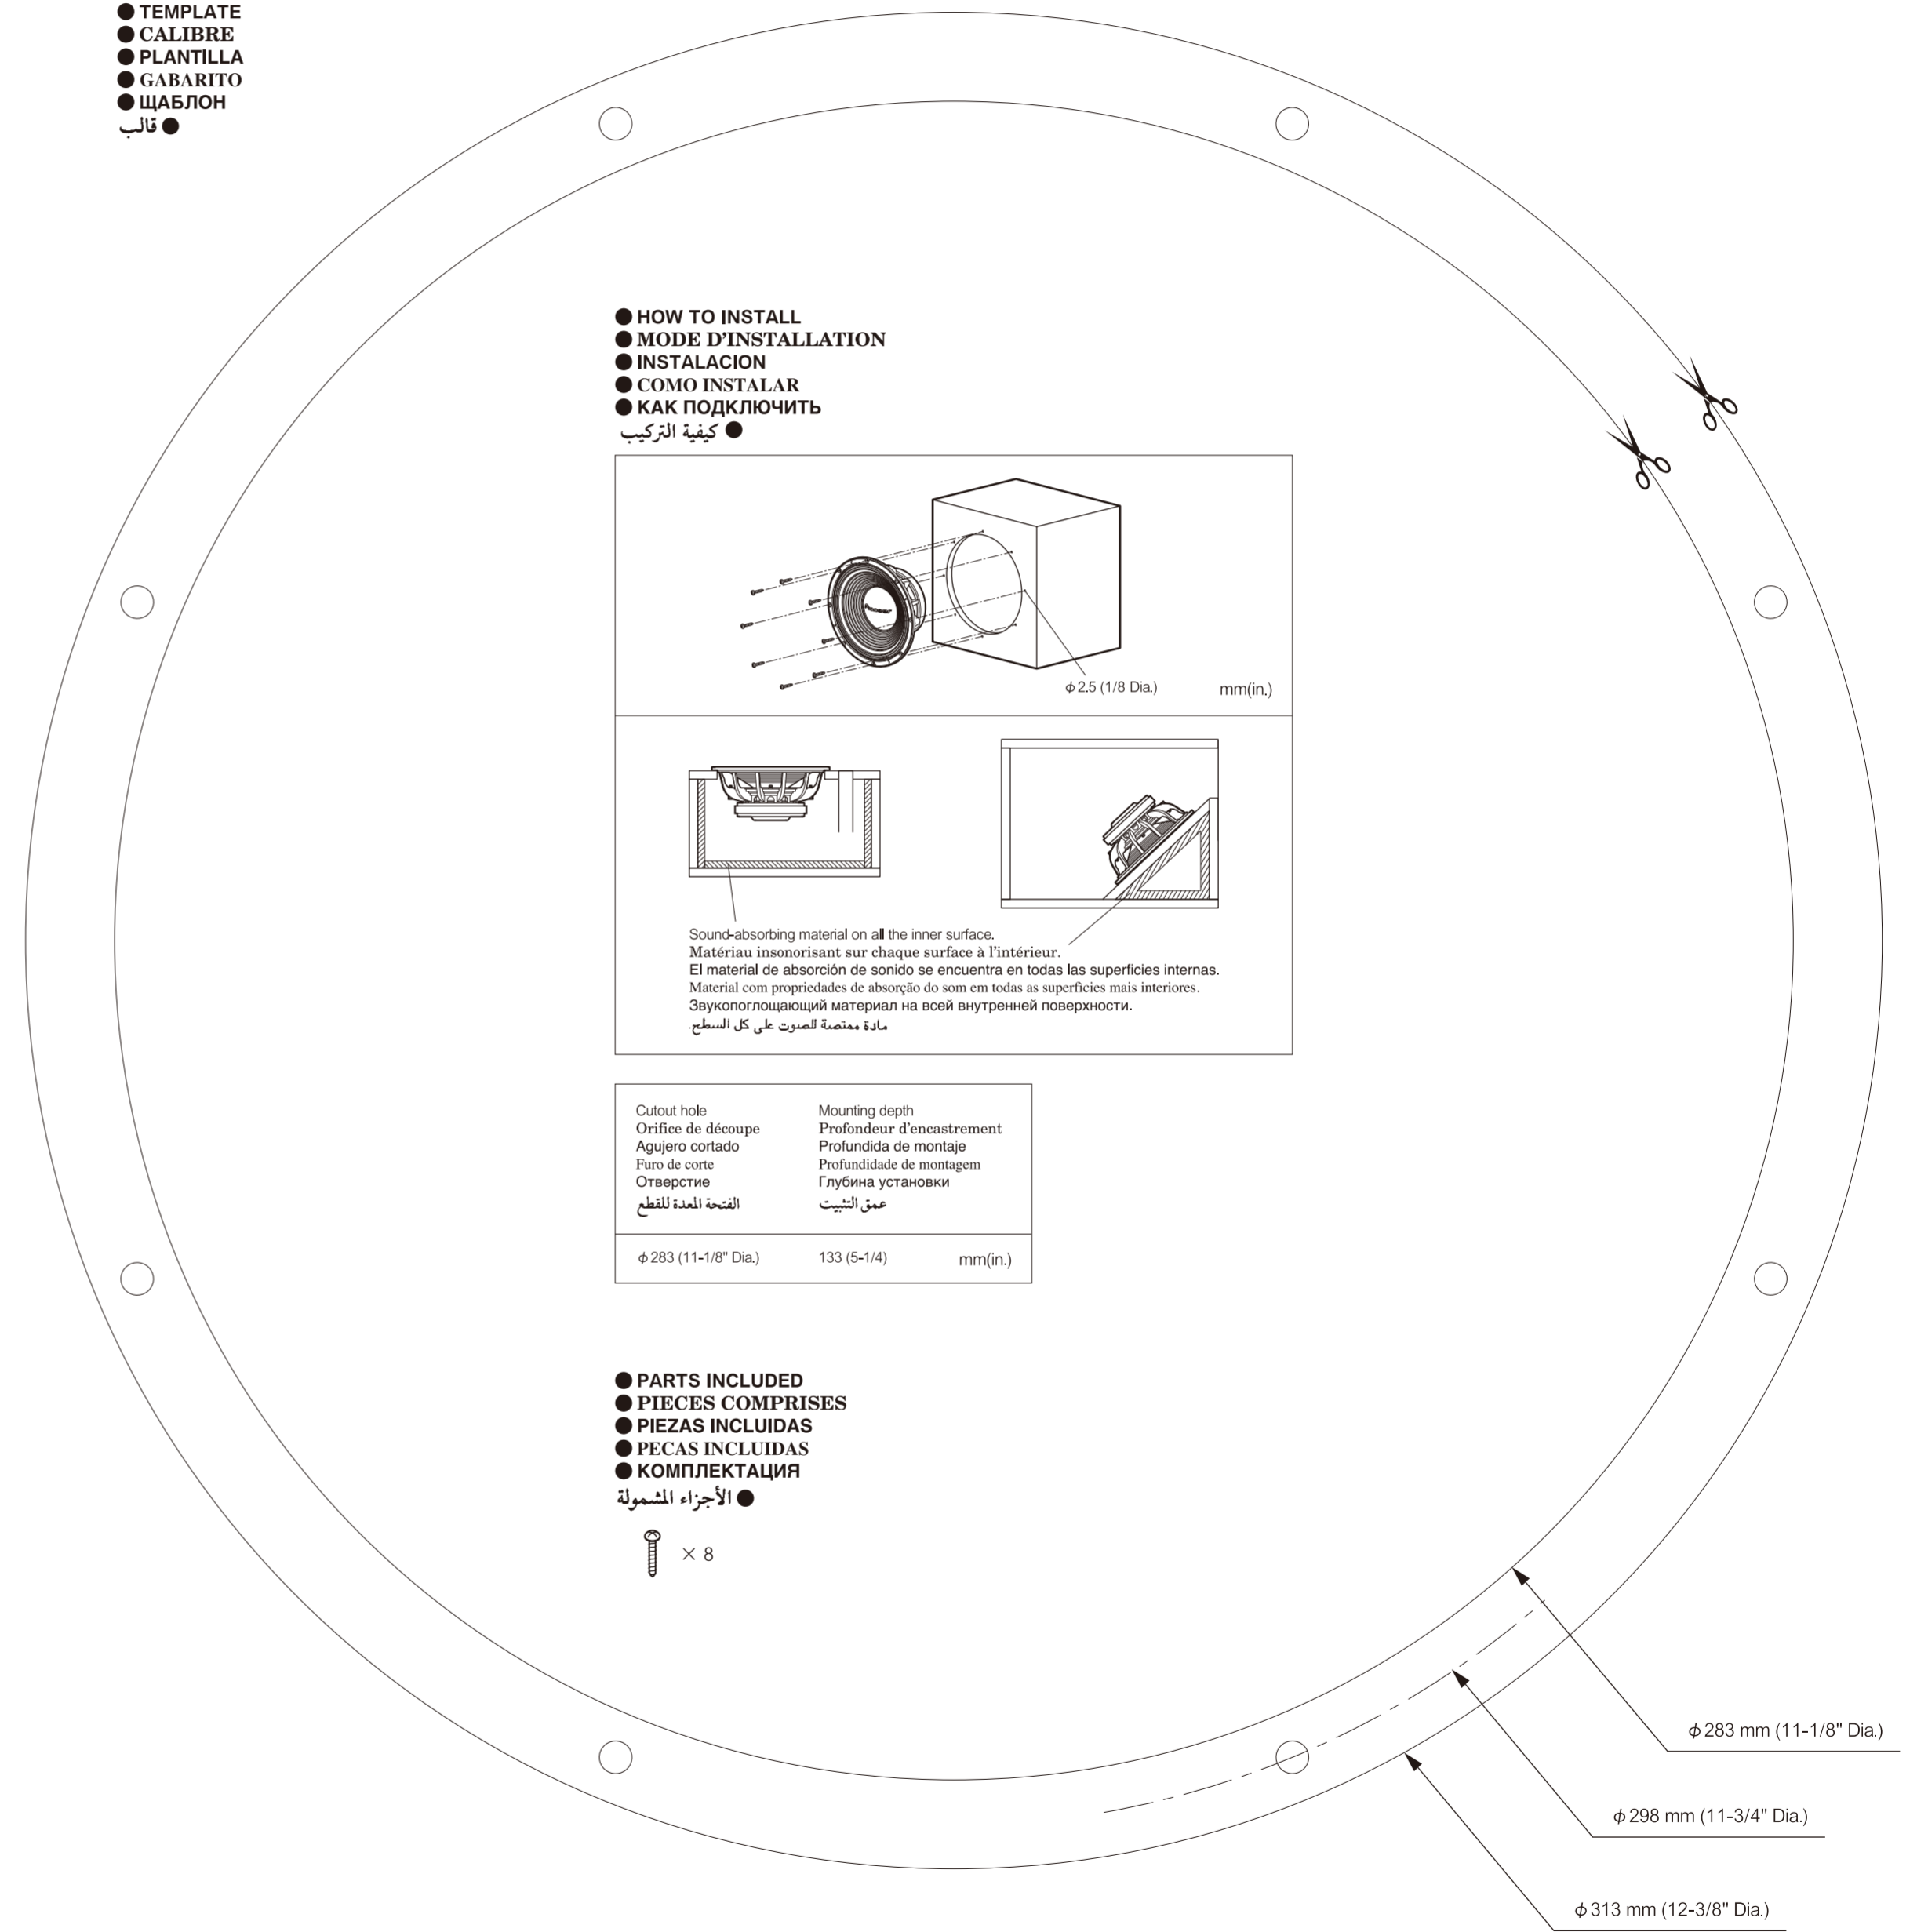 ● TEMPLATE
● CALIBRE
● PLANTILLA
● GABARITO
● ЩАБЛОН
● قالب
● HOW TO INSTALL
● MODE D’INSTALLATION
● INSTALACION
● COMO INSTALAR
● КАК ПОДКЛЮЧИТЬ
● كيفية التركيب
Pioneer
ϕ 2.5 (1/8 Dia.)
mm(in.)
Sound-absorbing material on all the inner surface.
Matériau insonorisant sur chaque surface à l’intérieur.
El material de absorción de sonido se encuentra en todas las superficies internas.
Material com propriedades de absorção do som em todas as superfícies mais interiores.
Звукопоглощающий материал на всей внутренней поверхности.
مادة ممتصة للصوت على كل السطح.
Cutout hole
Orifice de découpe
Agujero cortado
Furo de corte
Отверстие
الفتحة المعدة للقطع
Mounting depth
Profondeur d’encastrement
Profundida de montaje
Profundidade de montagem
Глубина установки
عمق التثبيت
ϕ 283 (11-1/8" Dia.)
133 (5-1/4)
mm(in.)
● PARTS INCLUDED
● PIECES COMPRISES
● PIEZAS INCLUIDAS
● PECAS INCLUIDAS
● КОМПЛЕКТАЦИЯ
● الأجزاء المشمولة
× 8
ϕ 283 mm (11-1/8" Dia.)
ϕ 298 mm (11-3/4" Dia.)
ϕ 313 mm (12-3/8" Dia.)